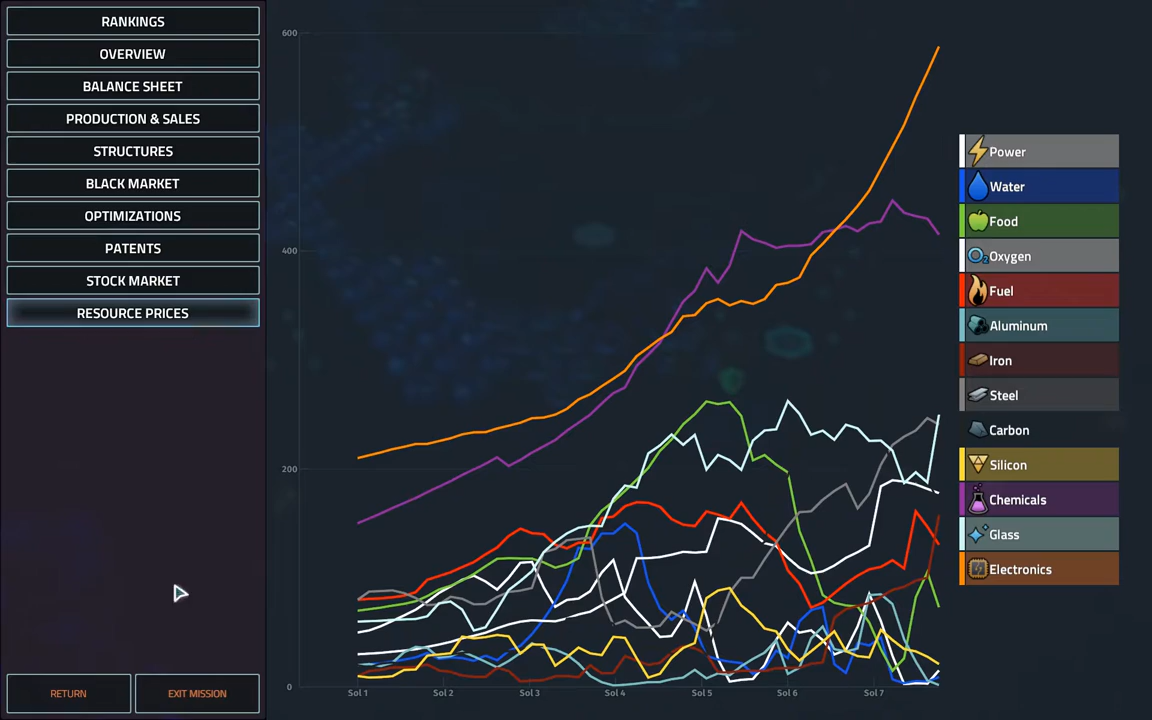 RANKINGS
OVERVIEW
BALANCE SHEET
PRODUCTION & SALES
STRUCTURES
BLACK MARKET
OPTIMIZATIONS
PATENTS
STOCK MARKET
RESOURCE PRICES
RETURN
EXIT MISSION
600
400
200
0
Sol 1
Sol 2
Sol 3
Sol 4
Sol 5
Sol 6
Sol 7
Power
Water
Food
O2 Oxygen
Fuel
Aluminum
Iron
Steel
Carbon
Silicon
Chemicals
Glass
Electronics